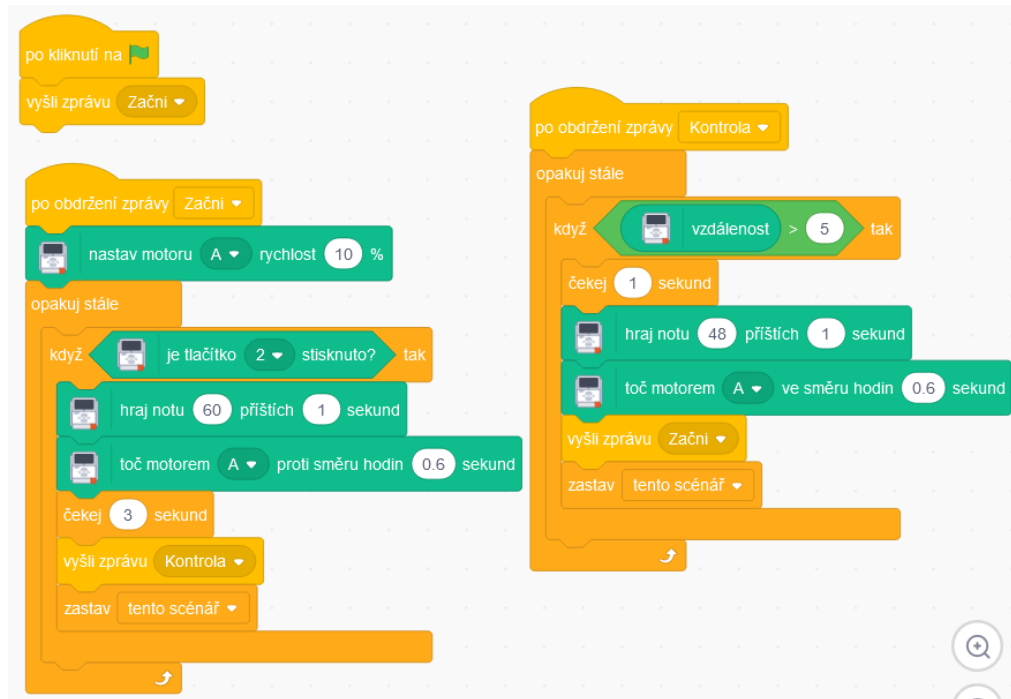 po kliknutí na
vyšli zprávu Začni
po obdržení zprávy Začni
nastav motoru A rychlost 10 %
opakuj stále
když je tlačítko 2 stisknuto? tak
hraj notu 60 příštích 1 sekund
toč motorem A proti směru hodin 0.6 sekund
čekej 3 sekund
vyšli zprávu Kontrola
zastav tento scénář
po obdržení zprávy Kontrola
opakuj stále
když vzdálenost > 5 tak
čekej 1 sekund
hraj notu 48 příštích 1 sekund
toč motorem A ve směru hodin 0.6 sekund
vyšli zprávu Začni
zastav tento scénář